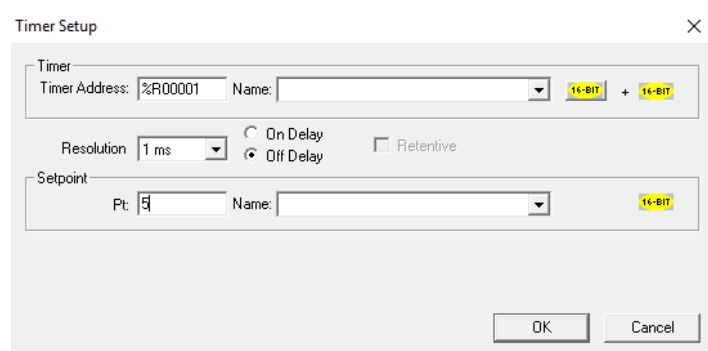 Timer Setup
Timer
Timer Address: %R00001 Name: 16-BIT + 16-BIT
Resolution 1 ms On Delay
Off Delay Retentive
Setpoint
Pt: 5 Name: 16-BIT
OK Cancel